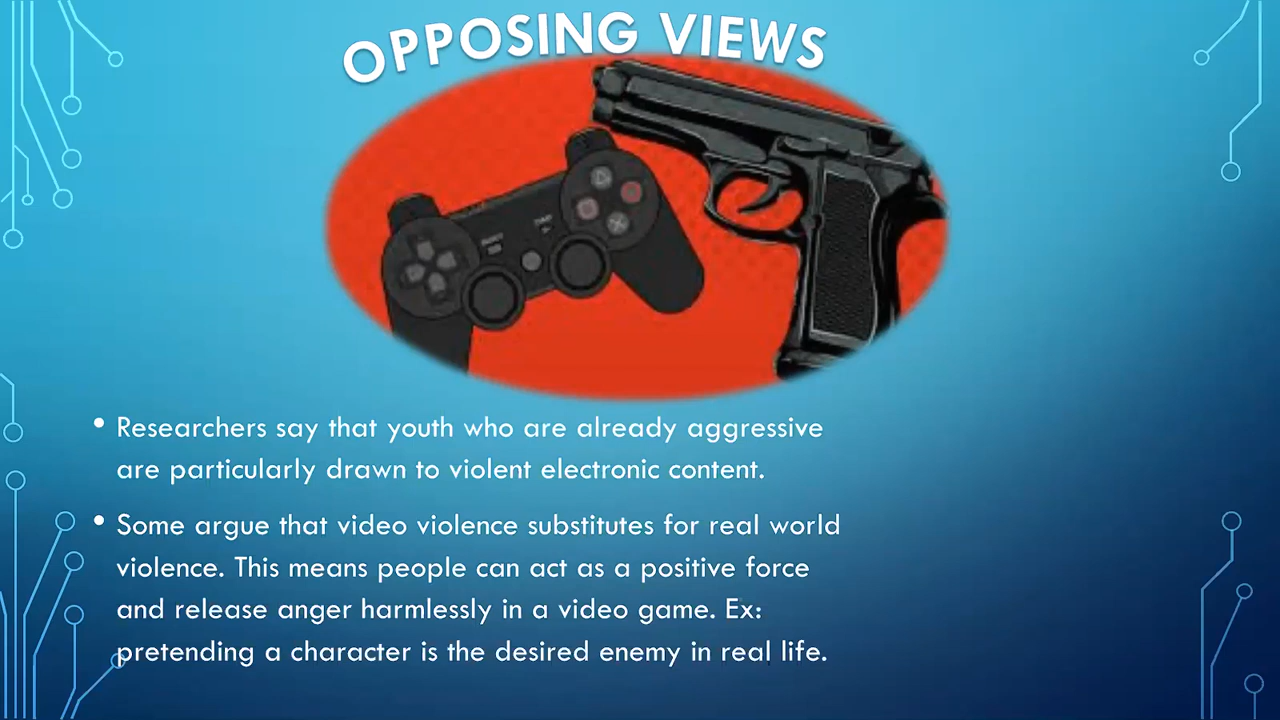 OPPOSING VIEWS
• Researchers say that youth who are already aggressive
are particularly drawn to violent electronic content.
• Some argue that video violence substitutes for real world
violence. This means people can act as a positive force
and release anger harmlessly in a video game. Ex:
pretending a character is the desired enemy in real life.